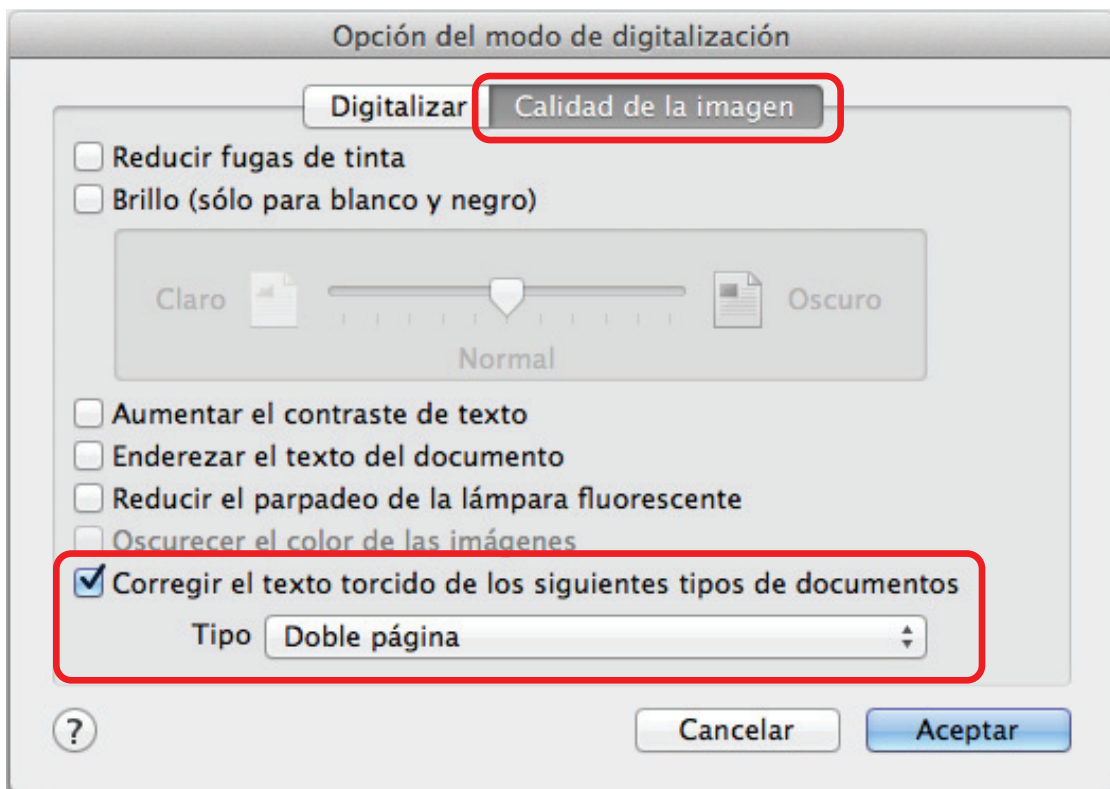 Opción del modo de digitalización
Digitalizar Calidad de la imagen
Reducir fugas de tinta
Brillo (sólo para blanco y negro)
Claro Oscuro
Normal
Aumentar el contraste de texto
Enderezar el texto del documento
Reducir el parpadeo de la lámpara fluorescente
Oscurecer el color de las imágenes
Corregir el texto torcido de los siguientes tipos de documentos
Tipo Doble página
? Cancelar Aceptar